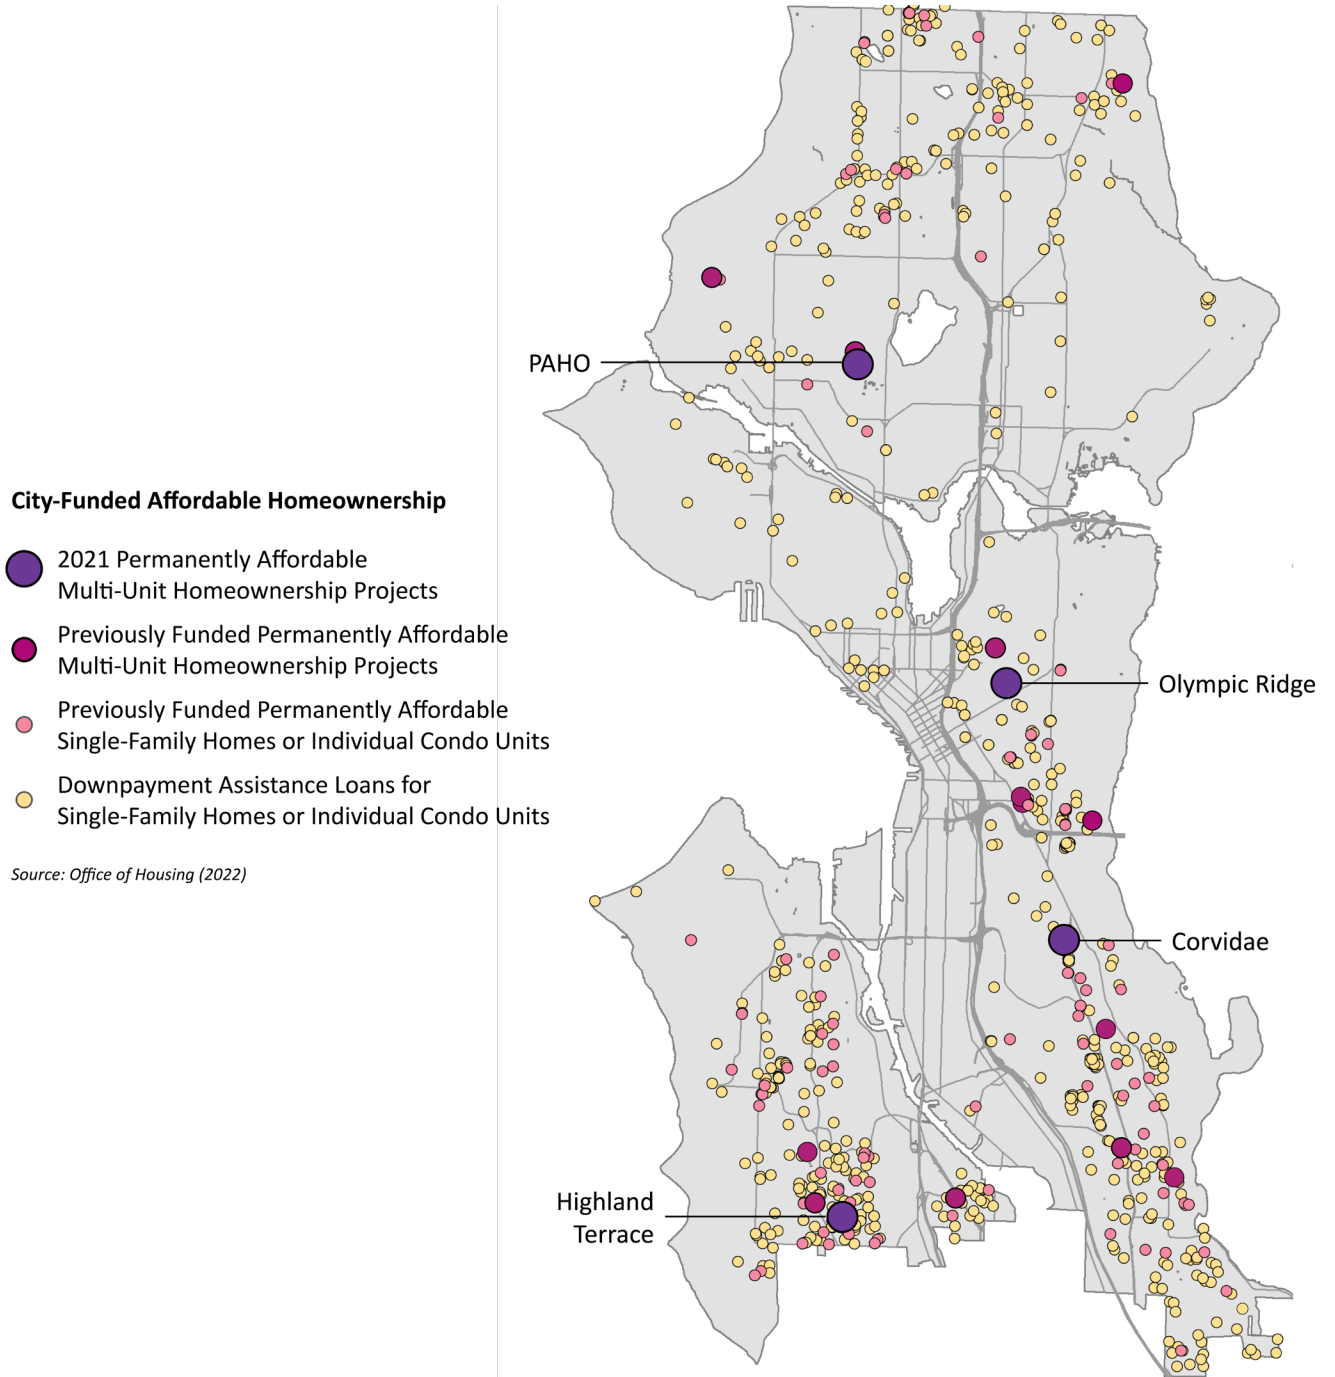 City-Funded Affordable Homeownership
2021 Permanently Affordable
Multi-Unit Homeownership Projects
Previously Funded Permanently Affordable
Multi-Unit Homeownership Projects
Previously Funded Permanently Affordable
Single-Family Homes or Individual Condo Units
Downpayment Assistance Loans for
Single-Family Homes or Individual Condo Units
Source: Office of Housing (2022)
PAHO
Olympic Ridge
Corvidae
Highland
Terrace